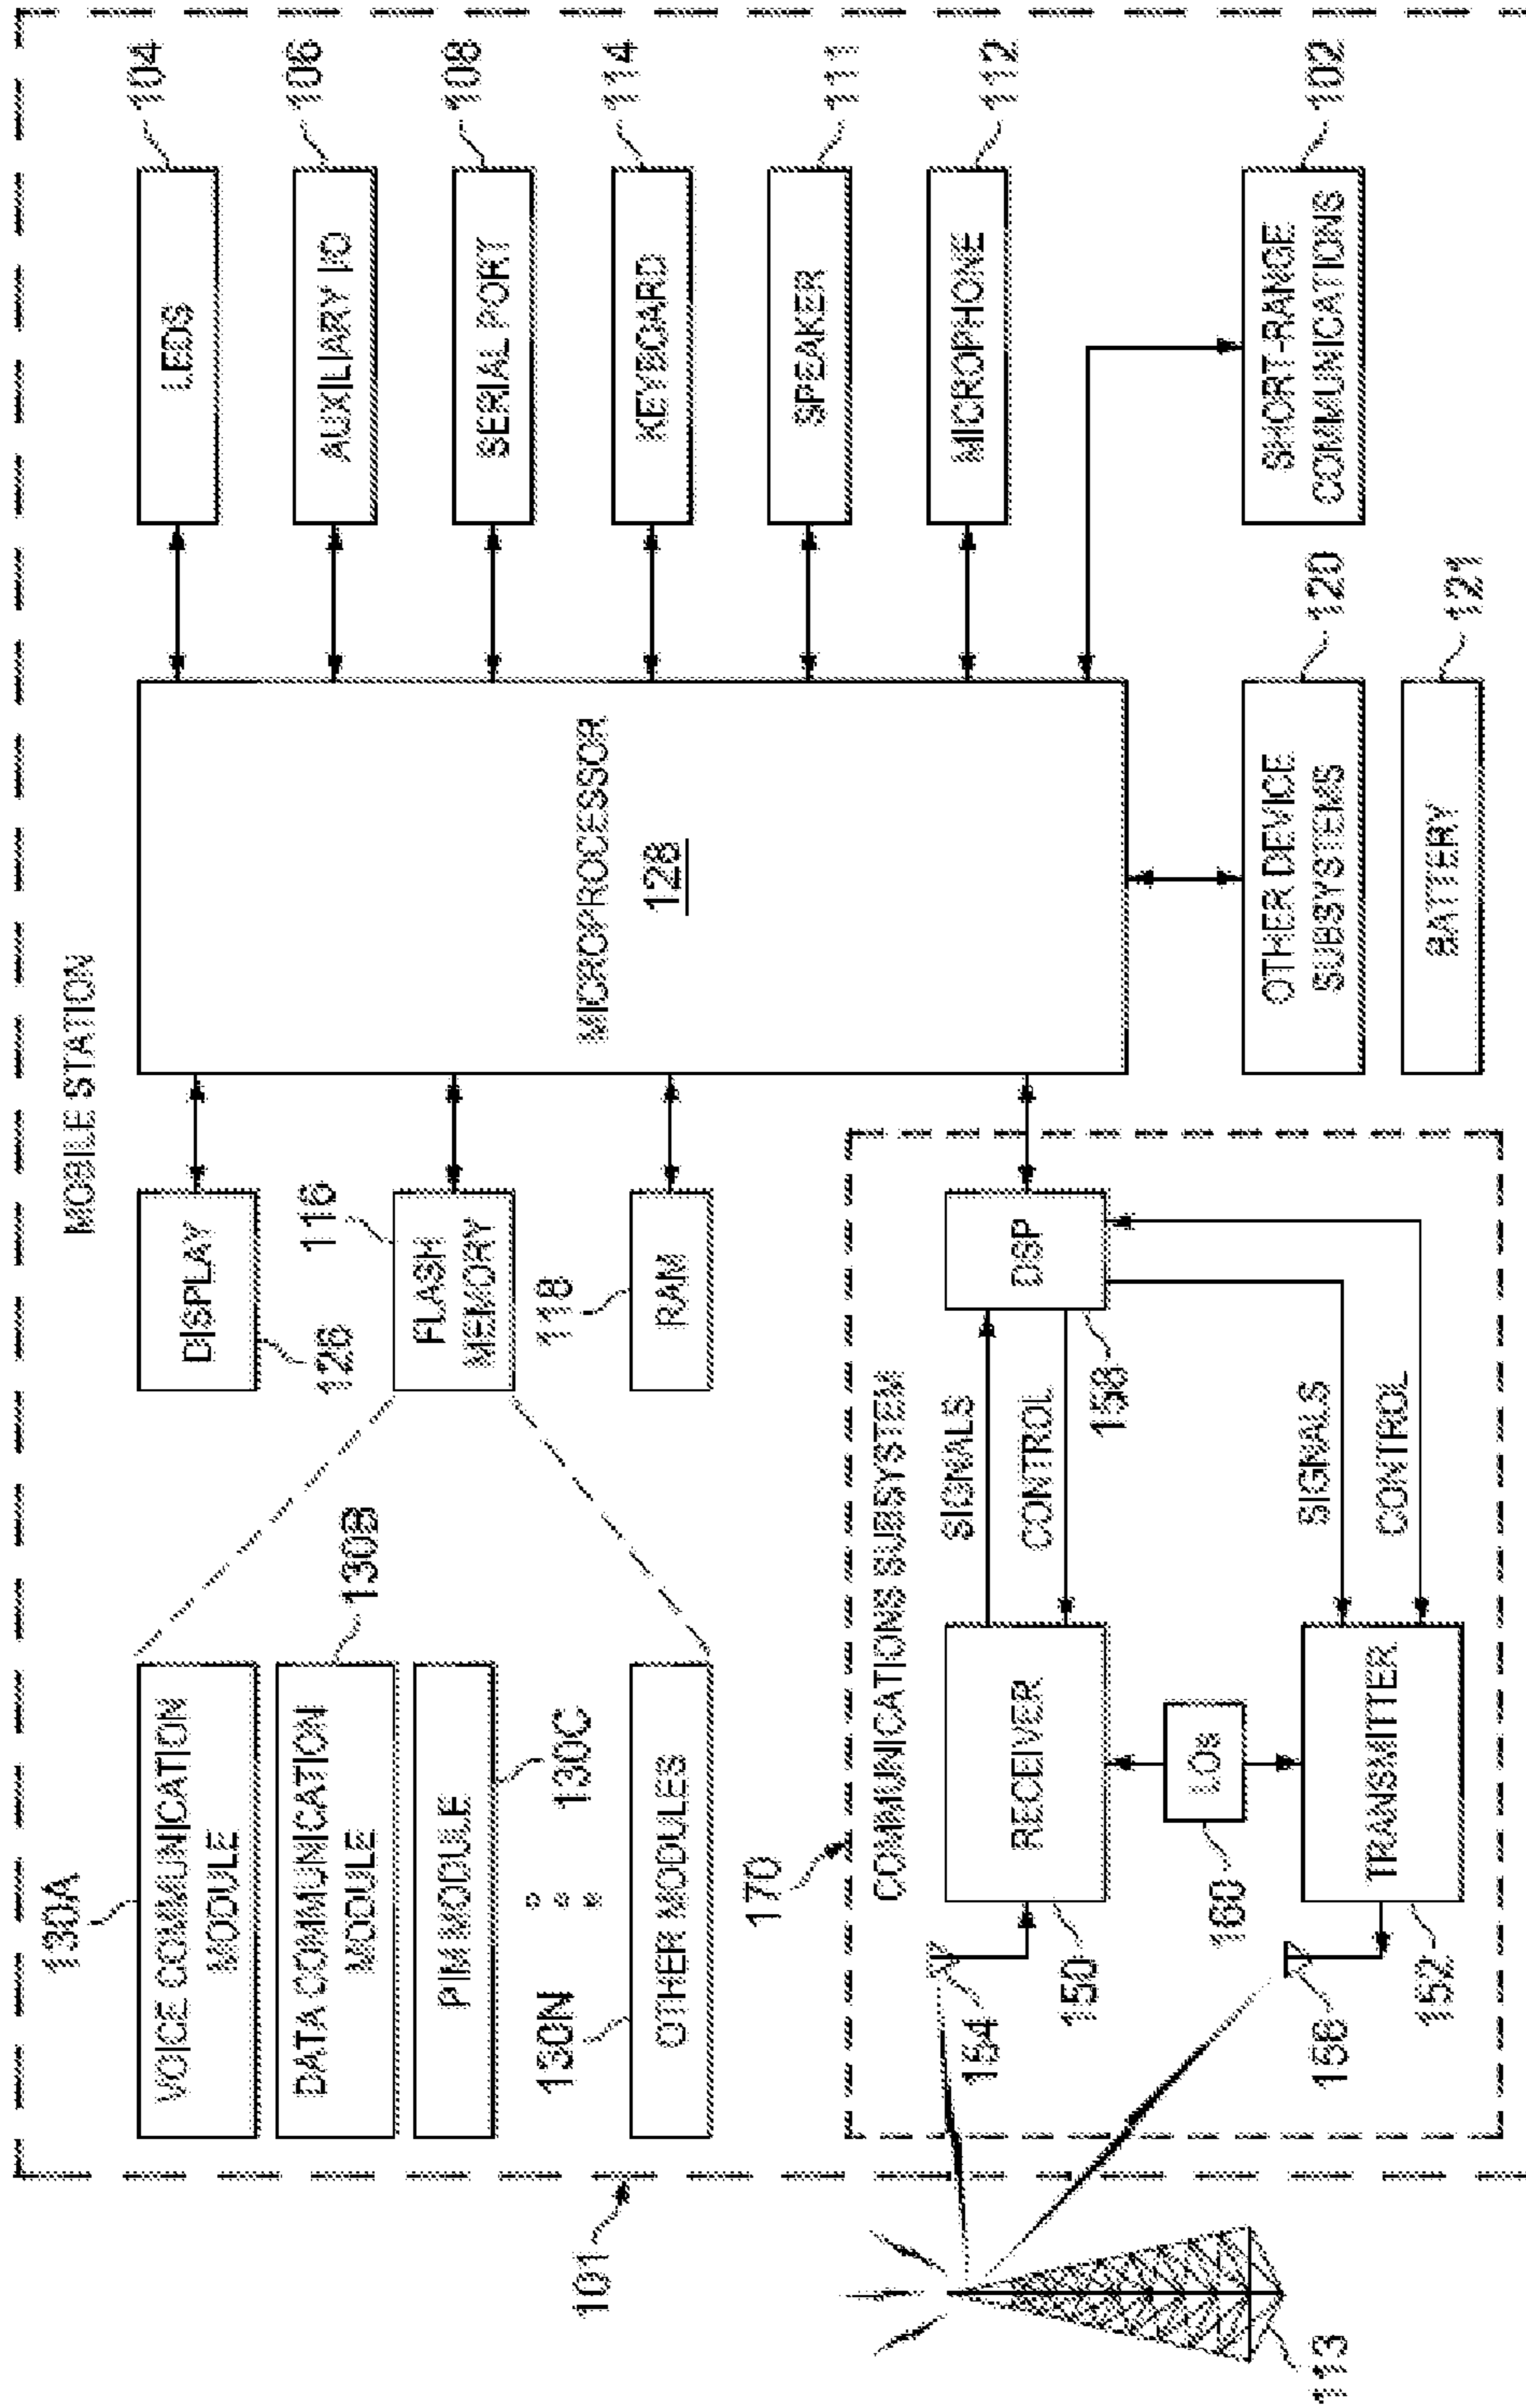 MOBILE STATION
101
130A
VOICE COMMUNICATION
MODULE
DATA COMMUNICATION
MODULE
130B
PIM MODULE
130C
130N
OTHER MODULES
DISPLAY
126
116
FLASH
MEMORY
118
RAM
MICROPROCESSOR
128
LEDS
104
AUXILIARY I/O
106
SERIAL PORT
108
KEYBOARD
114
SPEAKER
111
MICROPHONE
112
SHORT-RANGE
COMMUNICATIONS
102
OTHER DEVICE
SUBSYSTEMS
120
BATTERY
121
170
COMMUNICATIONS SUBSYSTEM
154
RECEIVER
150
SIGNALS
CONTROL
DSP
158
LOs
160
SIGNALS
CONTROL
156
TRANSMITTER
152
113